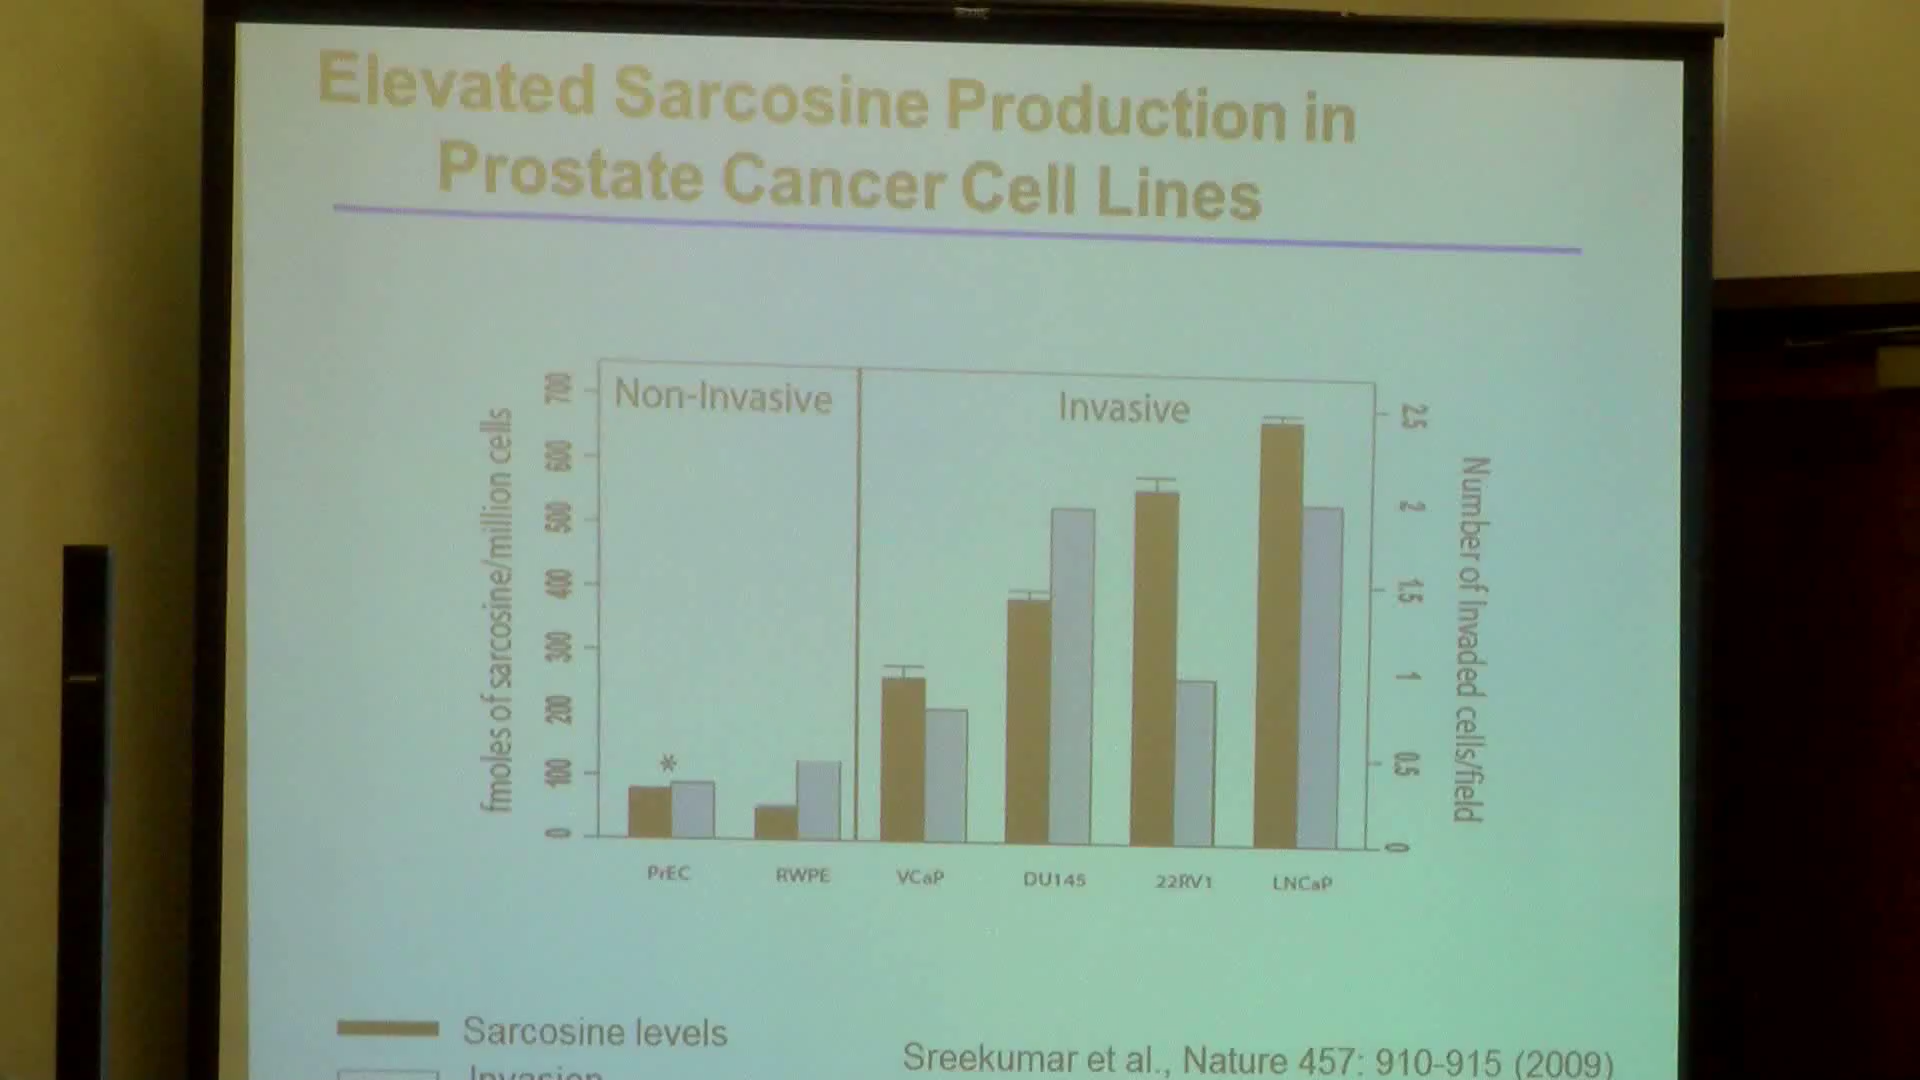 Elevated Sarcosine Production in
Prostate Cancer Cell Lines
Non-Invasive
Invasive
fmoles of sarcosine/million cells
700
600
500
400
300
200
100
0
*
2.5
2
1.5
1
0.5
0
Number of Invaded cells/field
PrEC
RWPE
VCaP
DU145
22RV1
LNCaP
Sarcosine levels
Invasion
Sreekumar et al., Nature 457: 910-915 (2009)